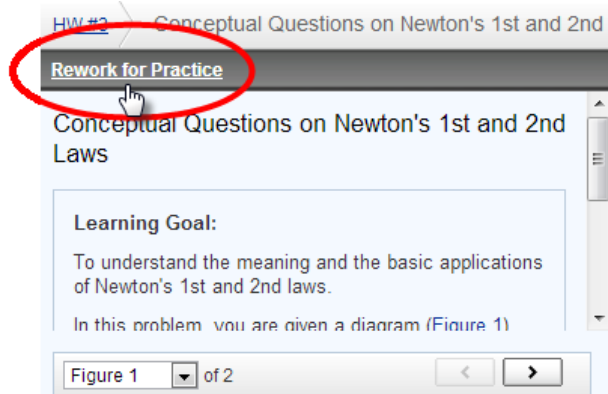 HW #3 Conceptual Questions on Newton's 1st and 2nd
Rework for Practice
Conceptual Questions on Newton's 1st and 2nd
Laws
Learning Goal:
To understand the meaning and the basic applications
of Newton's 1st and 2nd laws.
In this problem, you are given a diagram (Figure 1)
Figure 1 of 2